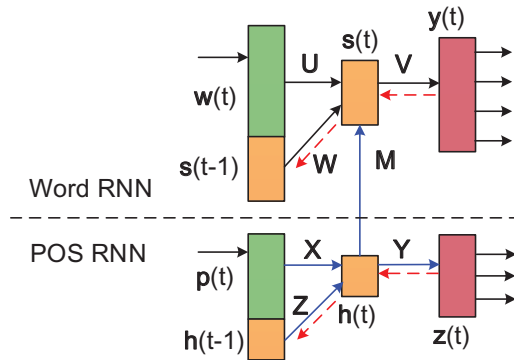 y(t)
s(t)
U
V
w(t)
s(t-1)
W
M
Word RNN
POS RNN
X
Y
p(t)
Z
h(t)
h(t-1)
z(t)